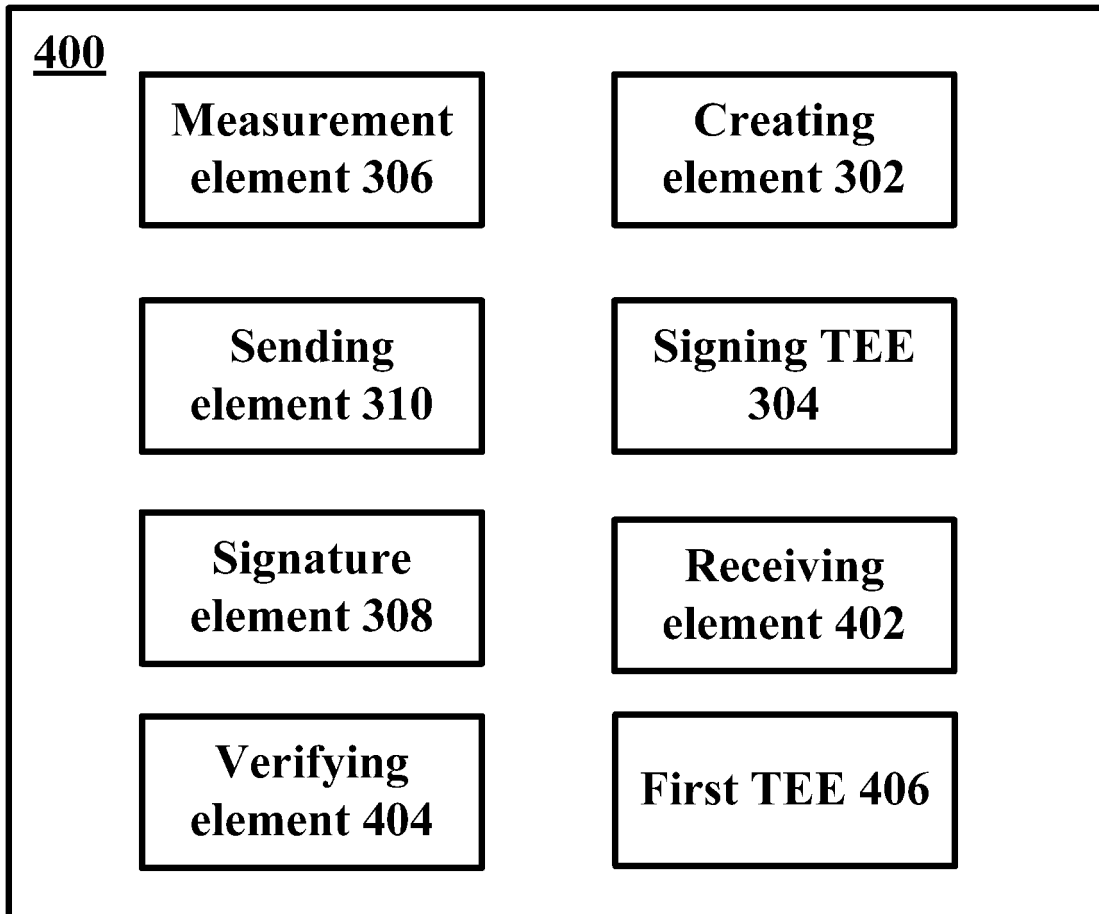 400
Measurement
element 306
Creating
element 302
Sending
element 310
Signing TEE
304
Signature
element 308
Receiving
element 402
Verifying
element 404
First TEE 406